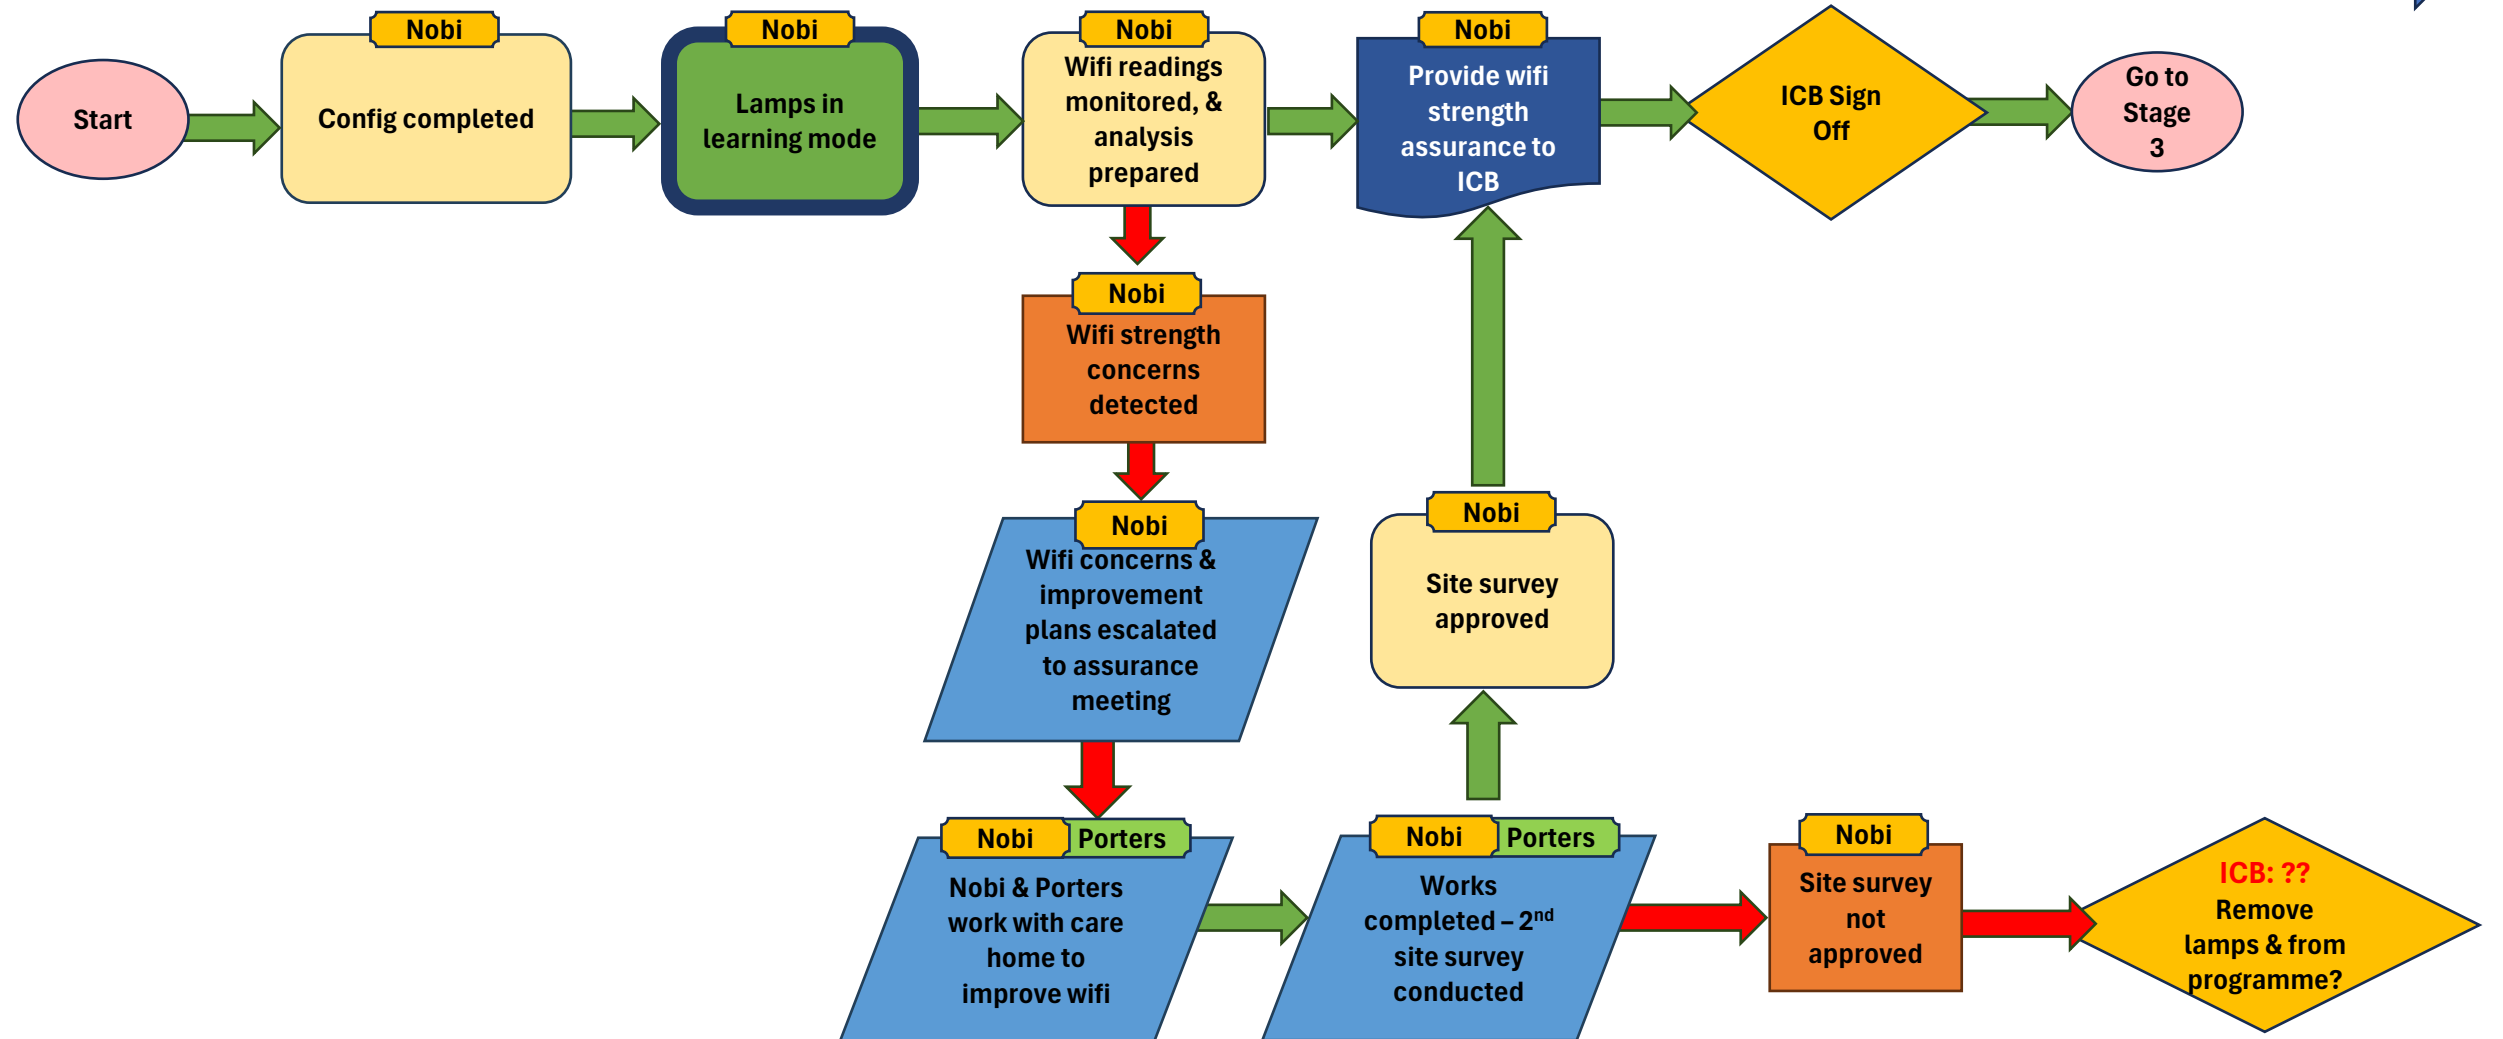 Start
Nobi
Config completed
Nobi
Lamps in
learning mode
Nobi
Wifi readings
monitored, &
analysis
prepared
Nobi
Provide wifi
strength
assurance to
ICB
ICB Sign
Off
Go to
Stage
3
Nobi
Wifi strength
concerns
detected
Nobi
Wifi concerns &
improvement
plans escalated
to assurance
meeting
Nobi
Site survey
approved
Nobi
Porters
Nobi & Porters
work with care
home to
improve wifi
Nobi
Porters
Works
completed – 2nd
site survey
conducted
Nobi
Site survey
not
approved
ICB: ??
Remove
lamps & from
programme?